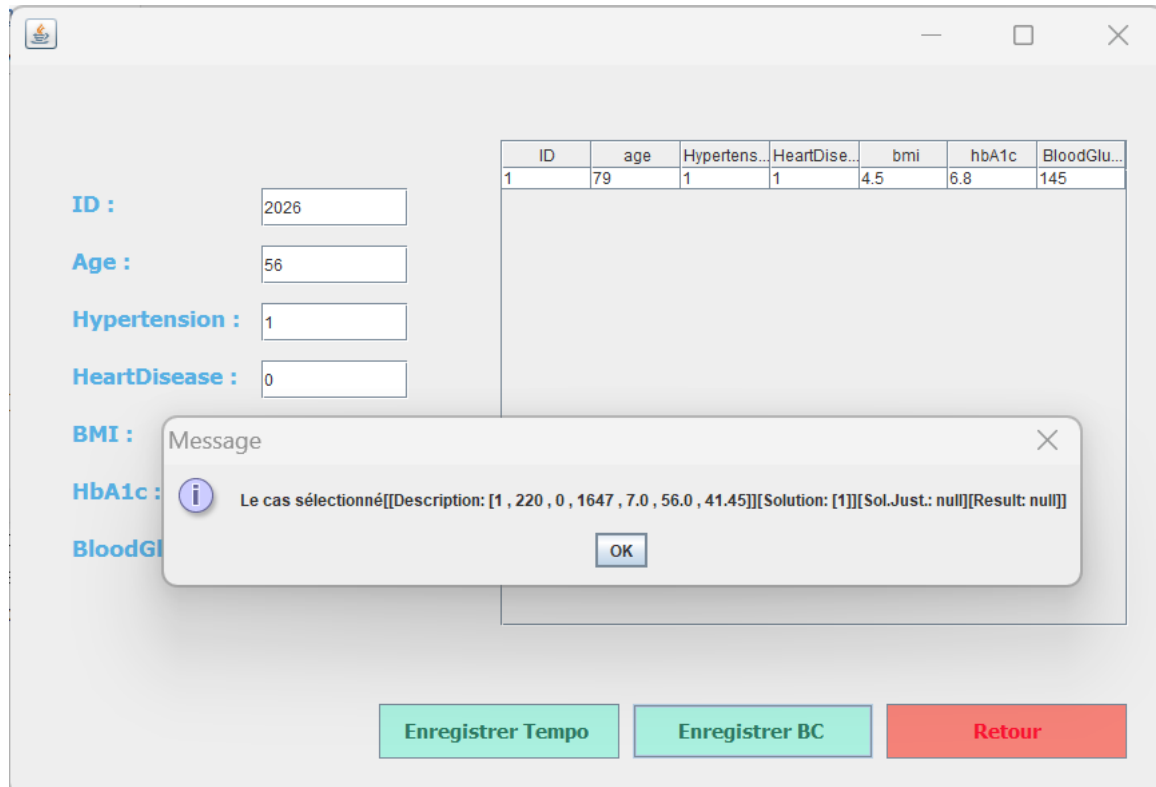 ID age Hypertens... HeartDise... bmi hbA1c BloodGlu...
1 79 1 1 4.5 6.8 145
ID : 2026
Age : 56
Hypertension : 1
HeartDisease : 0
BMI :
HbA1c :
Message
Le cas sélectionné[[Description: [1 , 220 , 0 , 1647 , 7.0 , 56.0 , 41.45]][Solution: [1]][Sol.Just.: null][Result: null]]
OK
BloodGl
Enregistrer Tempo Enregistrer BC Retour